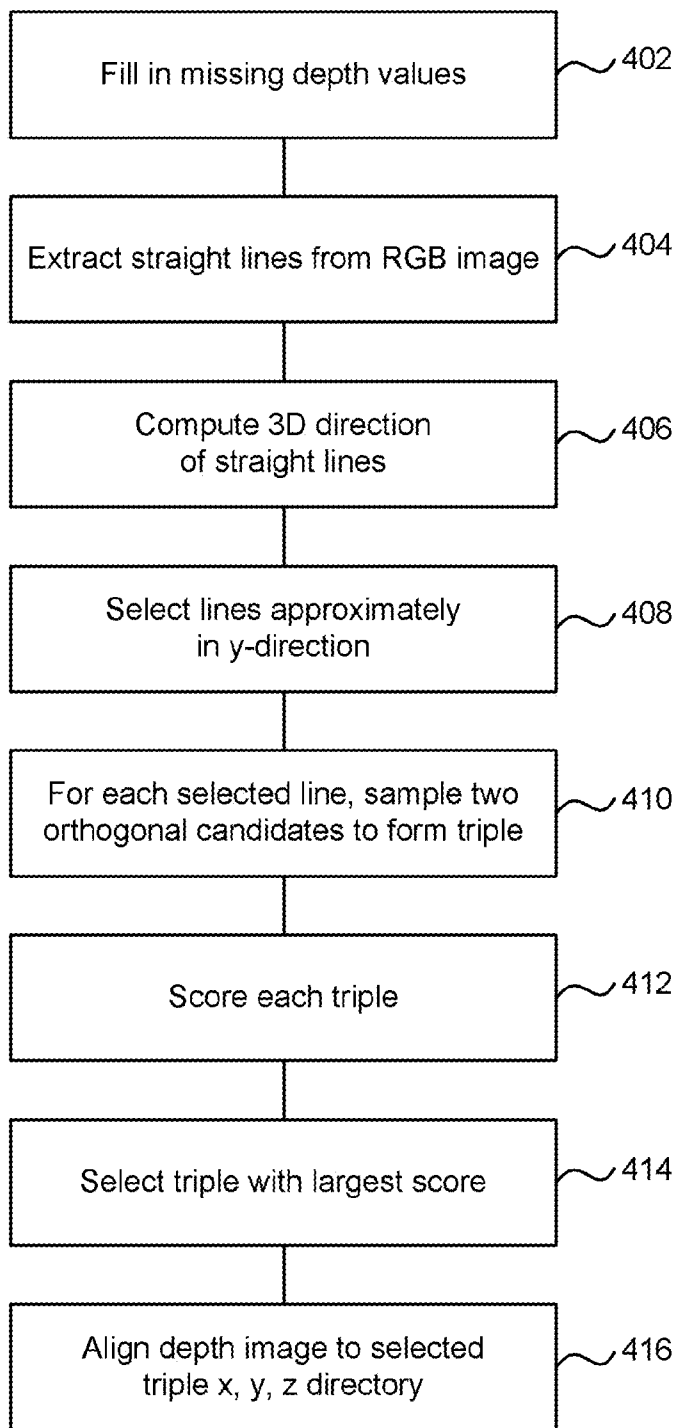 Fill in missing depth values
402
Extract straight lines from RGB image
404
Compute 3D direction
of straight lines
406
Select lines approximately
in y-direction
408
For each selected line, sample two
orthogonal candidates to form triple
410
Score each triple
412
Select triple with largest score
414
Align depth image to selected
triple x, y, z directory
416